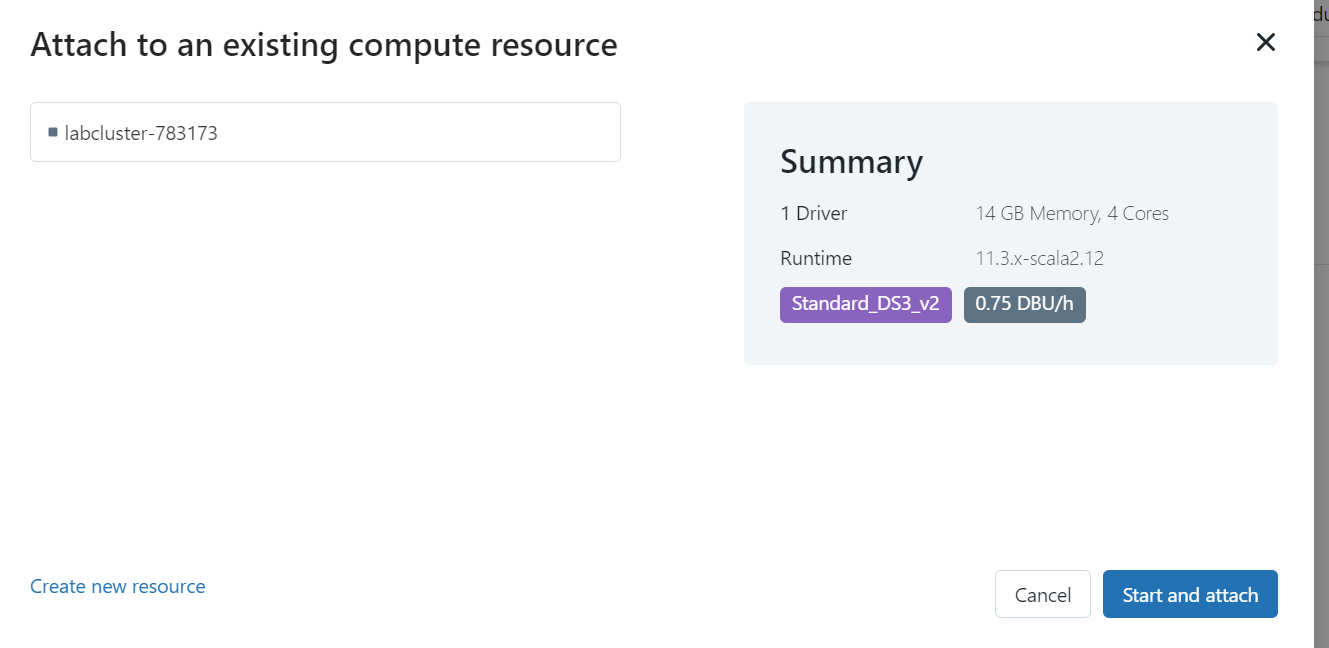 Attach to an existing compute resource
labcluster-783173
Summary
1 Driver 14 GB Memory, 4 Cores
Runtime 11.3.x-scala2.12
Standard_DS3_v2 0.75 DBU/h
Create new resource
Cancel Start and attach